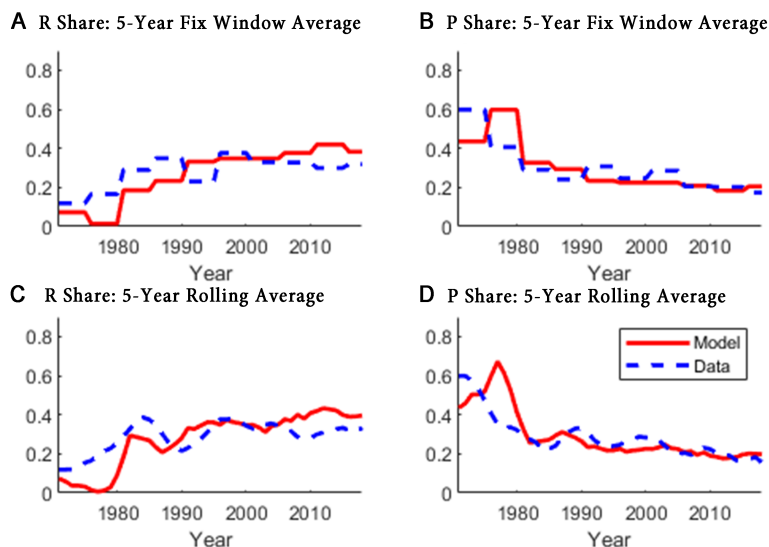 A R Share: 5-Year Fix Window Average
0.8
0.6
0.4
0.2
0
1980 1990 2000 2010
Year
B P Share: 5-Year Fix Window Average
0.8
0.6
0.4
0.2
0
1980 1990 2000 2010
Year
C R Share: 5-Year Rolling Average
0.8
0.6
0.4
0.2
0
1980 1990 2000 2010
Year
D P Share: 5-Year Rolling Average
0.8
0.6
0.4
0.2
0
1980 1990 2000 2010
Year
Model
Data